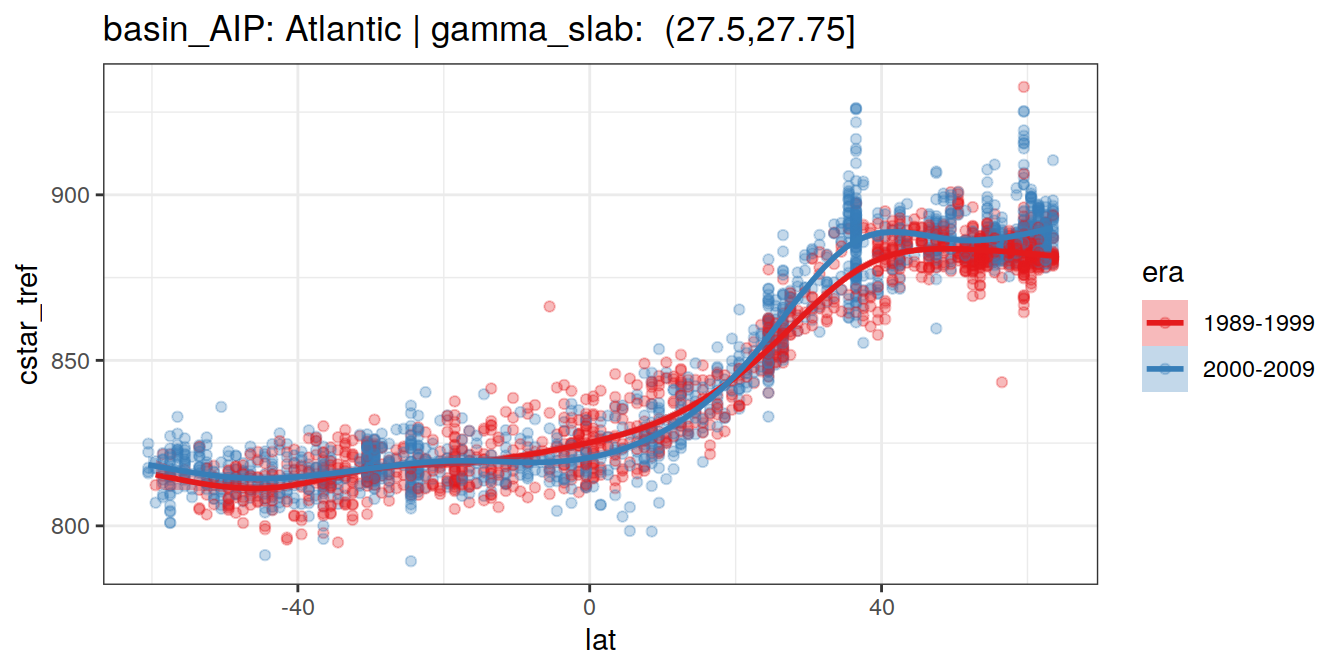 basin_AIP: Atlantic | gamma_slab:  (27.5,27.75]
cstar_tref
900
850
800
-40
0
40
lat
era
1989-1999
2000-2009